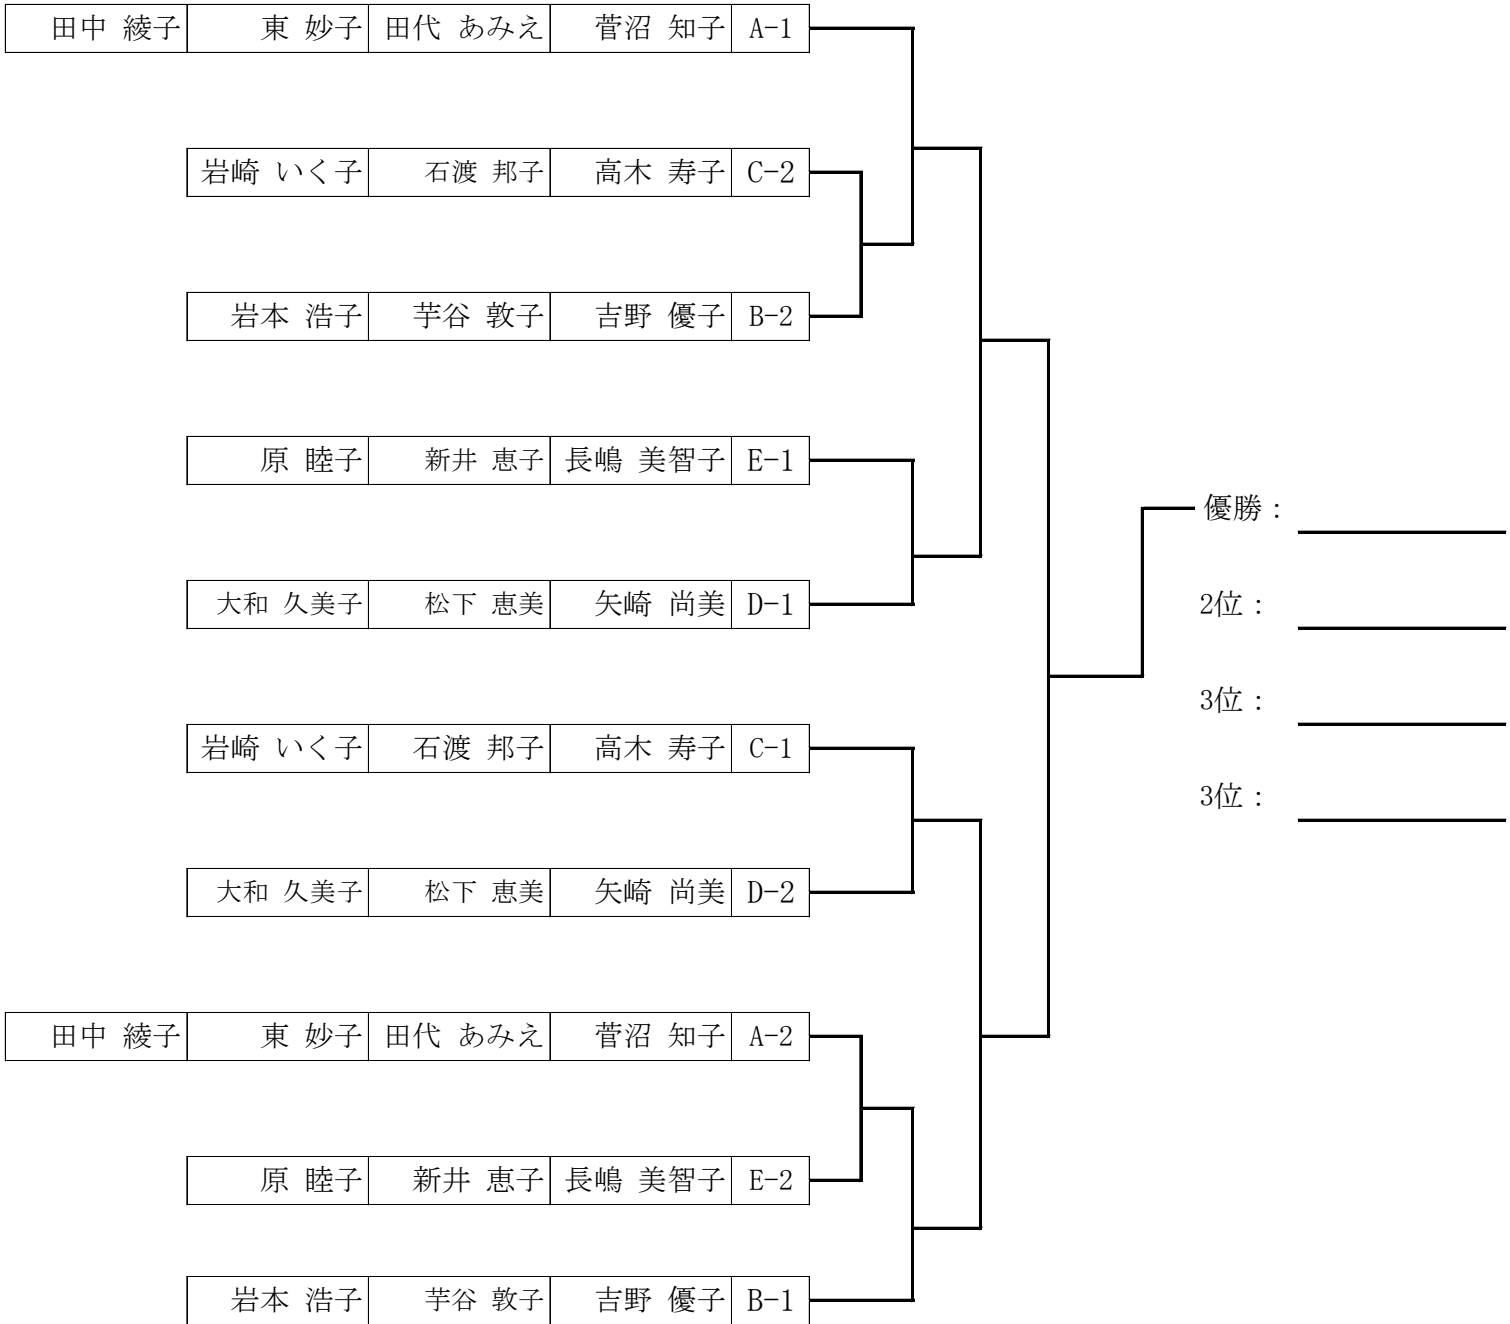 田中 綾子 東 妙子 田代 あみえ 菅沼 知子 A-1
岩崎 いく子 石渡 邦子 高木 寿子 C-2
岩本 浩子 芋谷 敦子 吉野 優子 B-2
原 睦子 新井 恵子 長嶋 美智子 E-1
優勝：
大和 久美子 松下 恵美 矢崎 尚美 D-1
2位：
3位：
岩崎 いく子 石渡 邦子 高木 寿子 C-1
3位：
大和 久美子 松下 恵美 矢崎 尚美 D-2
田中 綾子 東 妙子 田代 あみえ 菅沼 知子 A-2
原 睦子 新井 恵子 長嶋 美智子 E-2
岩本 浩子 芋谷 敦子 吉野 優子 B-1